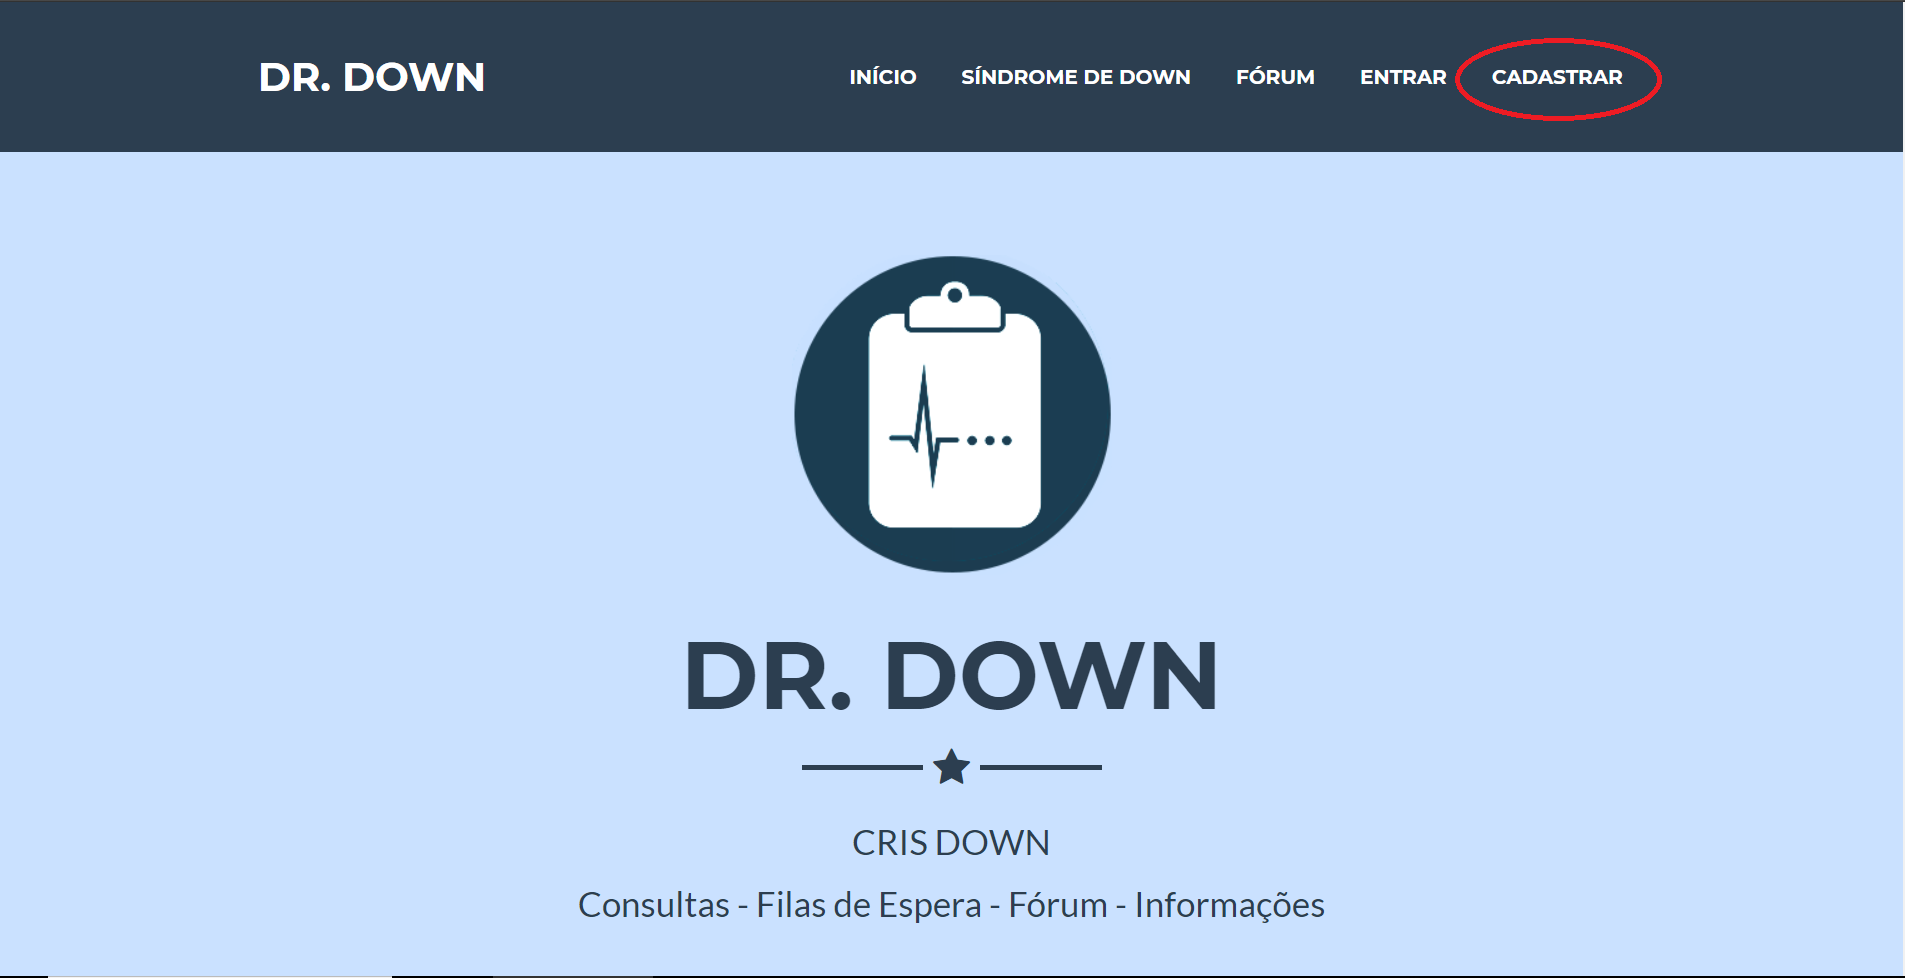 DR. DOWN
INÍCIO SÍNDROME DE DOWN FÓRUM ENTRAR CADASTRAR
DR. DOWN
CRIS DOWN
Consultas - Filas de Espera - Fórum - Informações